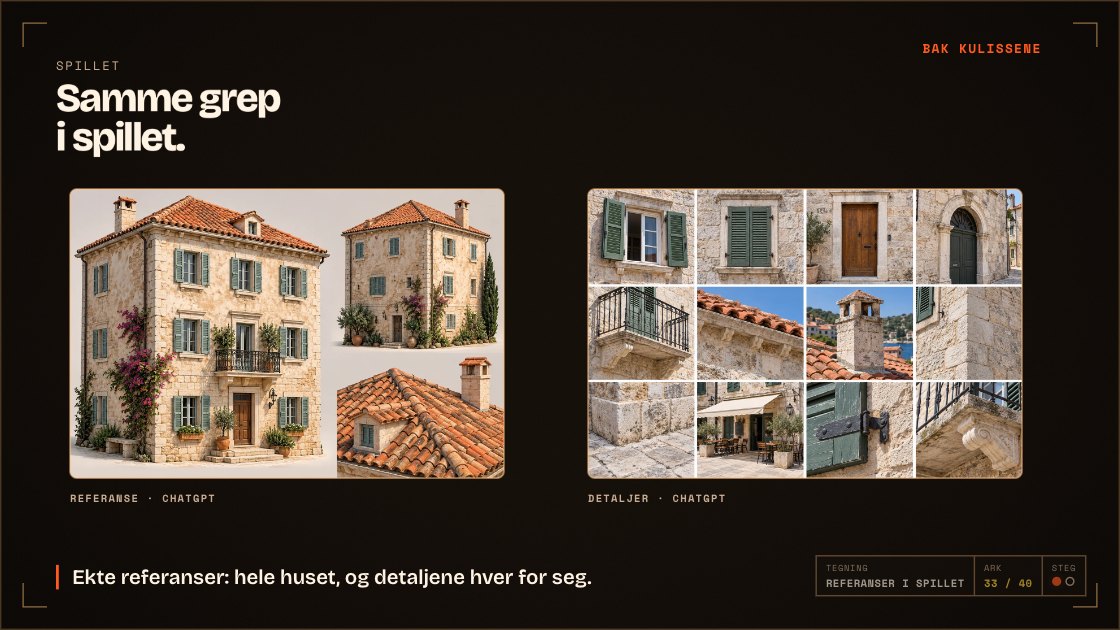 BAK KULISSENE
SPILLET
Samme grep
i spillet.
REFERANSE · CHATGPT
DETALJER · CHATGPT
Ekte referanser: hele huset, og detaljene hver for seg.
TEGNING
REFERANSER I SPILLET
ARK
33 / 40
STEG